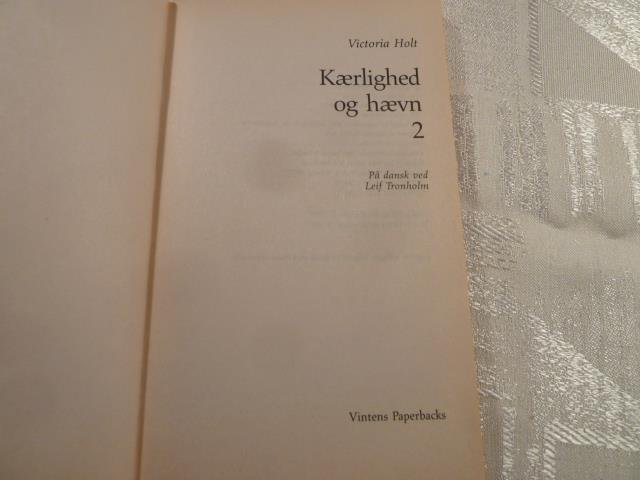 Victoria Holt
Kærlighed
og hævn
2
På dansk ved
Leif Tronholm
Vintens Paperbacks